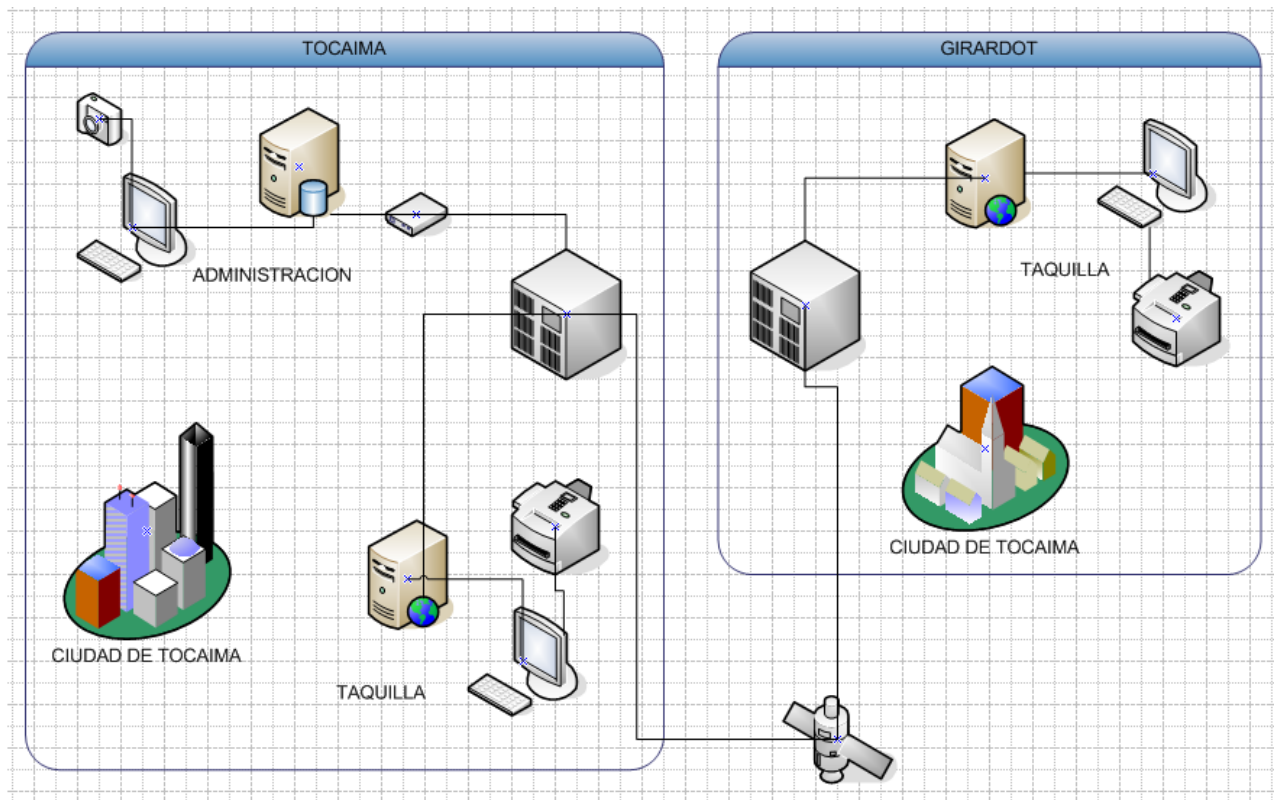 TOCAIMA
ADMINISTRACION
CIUDAD DE TOCAIMA
TAQUILLA
GIRARDOT
TAQUILLA
CIUDAD DE TOCAIMA